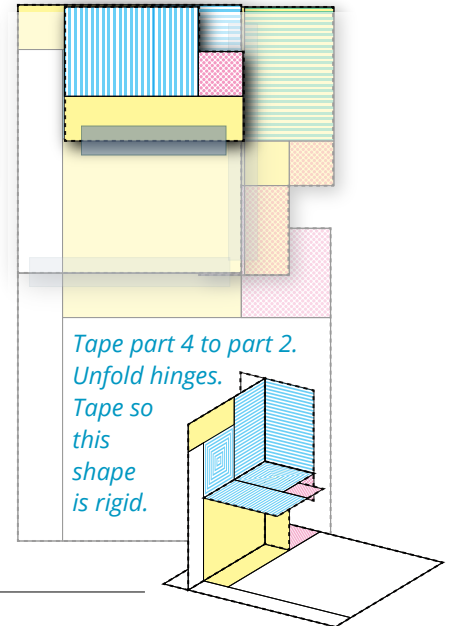 Tape part 4 to part 2.
Unfold hinges.
Tape so
this
shape
is rigid.